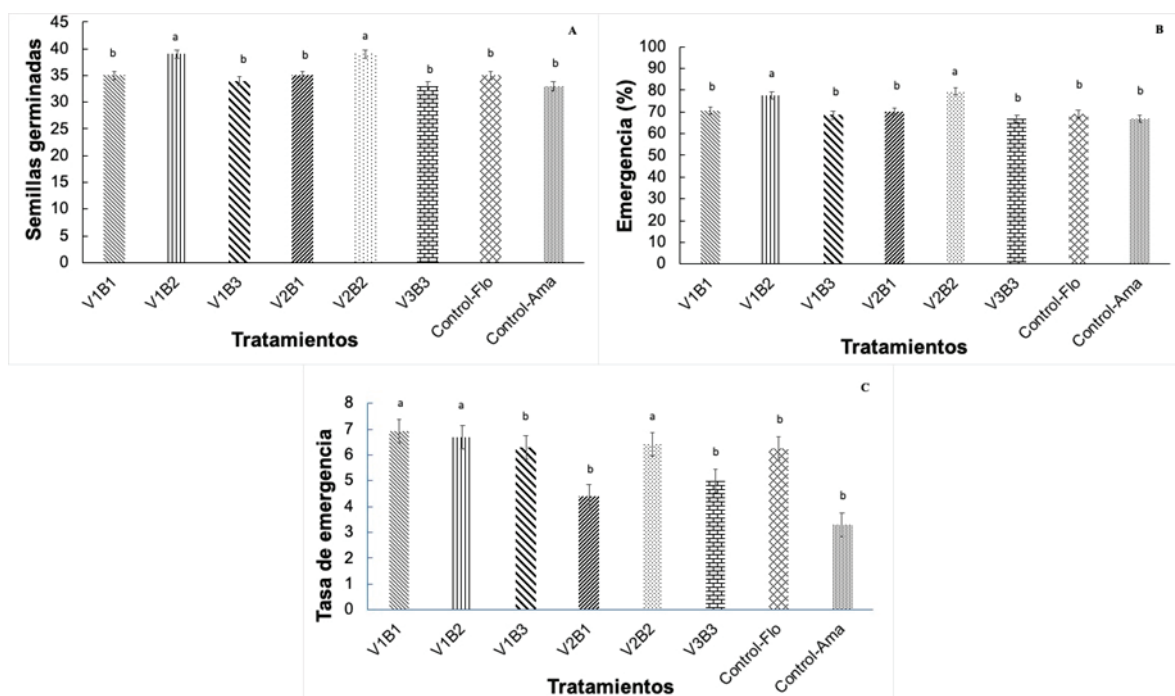 A
Semillas germinadas
45
40
35
30
25
20
15
10
5
0
b
a
b
b
a
b
b
b
V1B1
V1B2
V1B3
V2B1
V2B2
V3B3
Control-Flo
Control-Ama
Tratamientos
B
Emergencia (%)
100
90
80
70
60
50
40
30
20
10
0
b
a
b
b
a
b
b
b
V1B1
V1B2
V1B3
V2B1
V2B2
V3B3
Control-Flo
Control-Ama
Tratamientos
C
Tasa de emergencia
8
7
6
5
4
3
2
1
0
a
a
b
b
a
b
b
b
V1B1
V1B2
V1B3
V2B1
V2B2
V3B3
Control-Flo
Control-Ama
Tratamientos